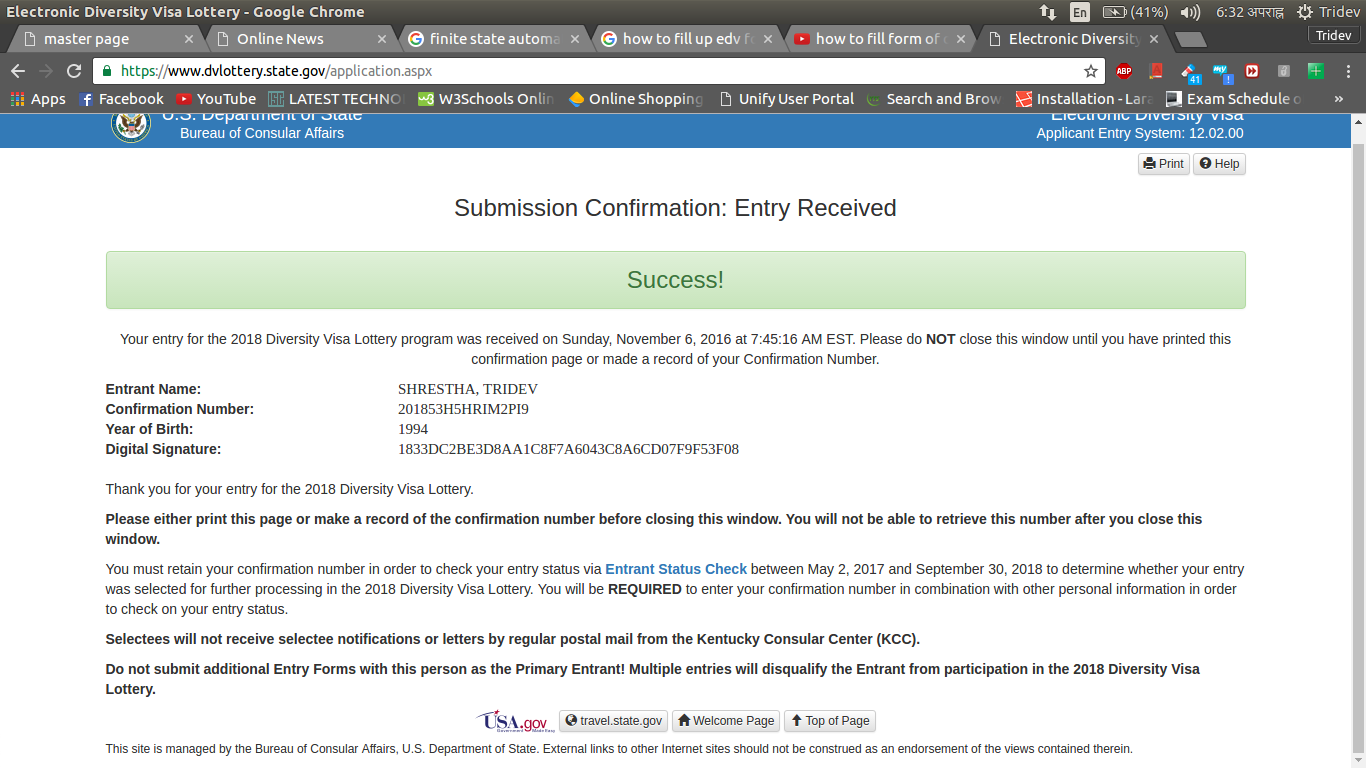 Electronic Diversity Visa Lottery - Google Chrome
En (41%) 6:32 अपराह्न Tridev
master page Online News finite state automa how to fill up edv fo how to fill form of Electronic Diversity Tridev
https://www.dvlottery.state.gov/application.aspx ABP 41
Apps Facebook YouTube LATEST TECHNO W3Schools Onlin Online Shopping Unify User Portal Search and Brow Installation - Lara Exam Schedule o »
U.S. Department of State Electronic Diversity Visa
Bureau of Consular Affairs Applicant Entry System: 12.02.00
Print Help
Submission Confirmation: Entry Received
Success!
Your entry for the 2018 Diversity Visa Lottery program was received on Sunday, November 6, 2016 at 7:45:16 AM EST. Please do NOT close this window until you have printed this
confirmation page or made a record of your Confirmation Number.
Entrant Name: SHRESTHA, TRIDEV
Confirmation Number: 201853H5HRIM2PI9
Year of Birth: 1994
Digital Signature: 1833DC2BE3D8AA1C8F7A6043C8A6CD07F9F53F08
Thank you for your entry for the 2018 Diversity Visa Lottery.
Please either print this page or make a record of the confirmation number before closing this window. You will not be able to retrieve this number after you close this
window.
You must retain your confirmation number in order to check your entry status via Entrant Status Check between May 2, 2017 and September 30, 2018 to determine whether your entry
was selected for further processing in the 2018 Diversity Visa Lottery. You will be REQUIRED to enter your confirmation number in combination with other personal information in order
to check on your entry status.
Selectees will not receive selectee notifications or letters by regular postal mail from the Kentucky Consular Center (KCC).
Do not submit additional Entry Forms with this person as the Primary Entrant! Multiple entries will disqualify the Entrant from participation in the 2018 Diversity Visa
Lottery.
USA.gov travel.state.gov Welcome Page Top of Page
This site is managed by the Bureau of Consular Affairs, U.S. Department of State. External links to other Internet sites should not be construed as an endorsement of the views contained therein.